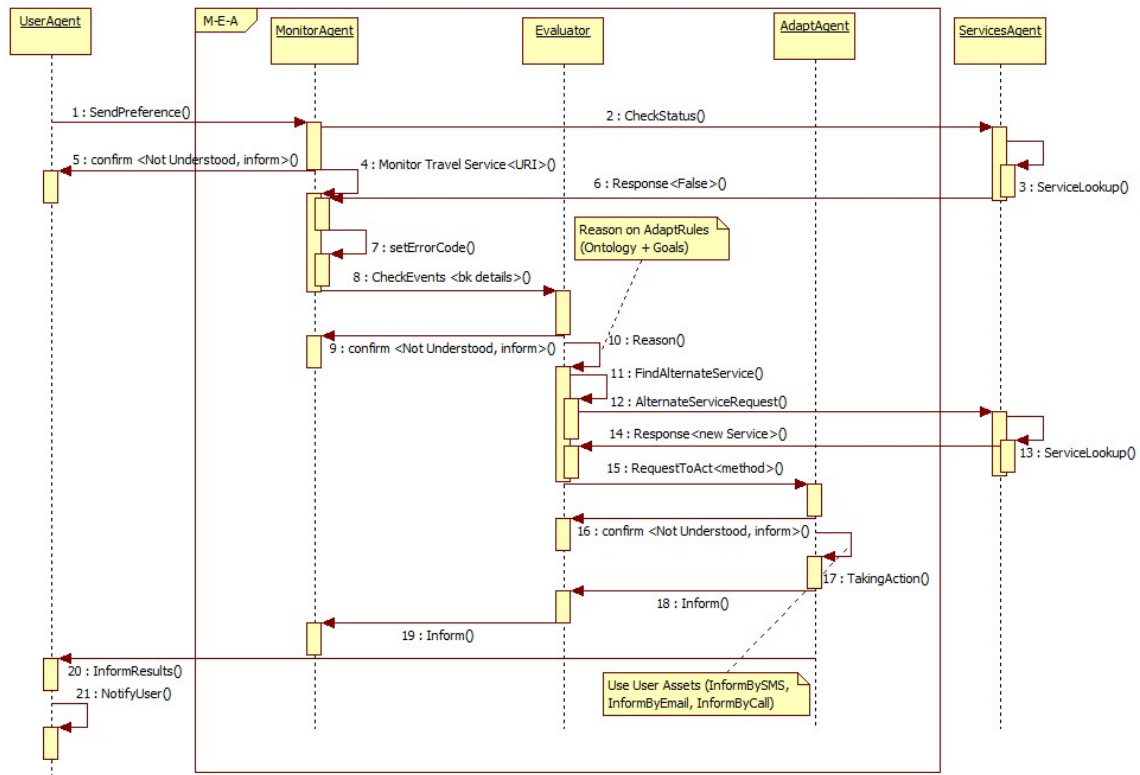 UserAgent
M-E-A
MonitorAgent
Evaluator
AdaptAgent
ServicesAgent
1 : SendPreference()
2 : CheckStatus()
5 : confirm <Not Understood, inform>()
4 : Monitor Travel Service<URI>()
6 : Response<False>()
3 : ServiceLookup()
Reason on AdaptRules
(Ontology + Goals)
7 : setErrorCode()
8 : CheckEvents <bk details>()
9 : confirm <Not Understood, inform>()
10 : Reason()
11 : FindAlternateService()
12 : AlternateServiceRequest()
14 : Response<new Service>()
13 : ServiceLookup()
15 : RequestToAct<method>()
16 : confirm <Not Understood, inform>()
17 : TakingAction()
18 : Inform()
19 : Inform()
20 : InformResults()
21 : NotifyUser()
Use User Assets (InformBySMS,
InformByEmail, InformByCall)